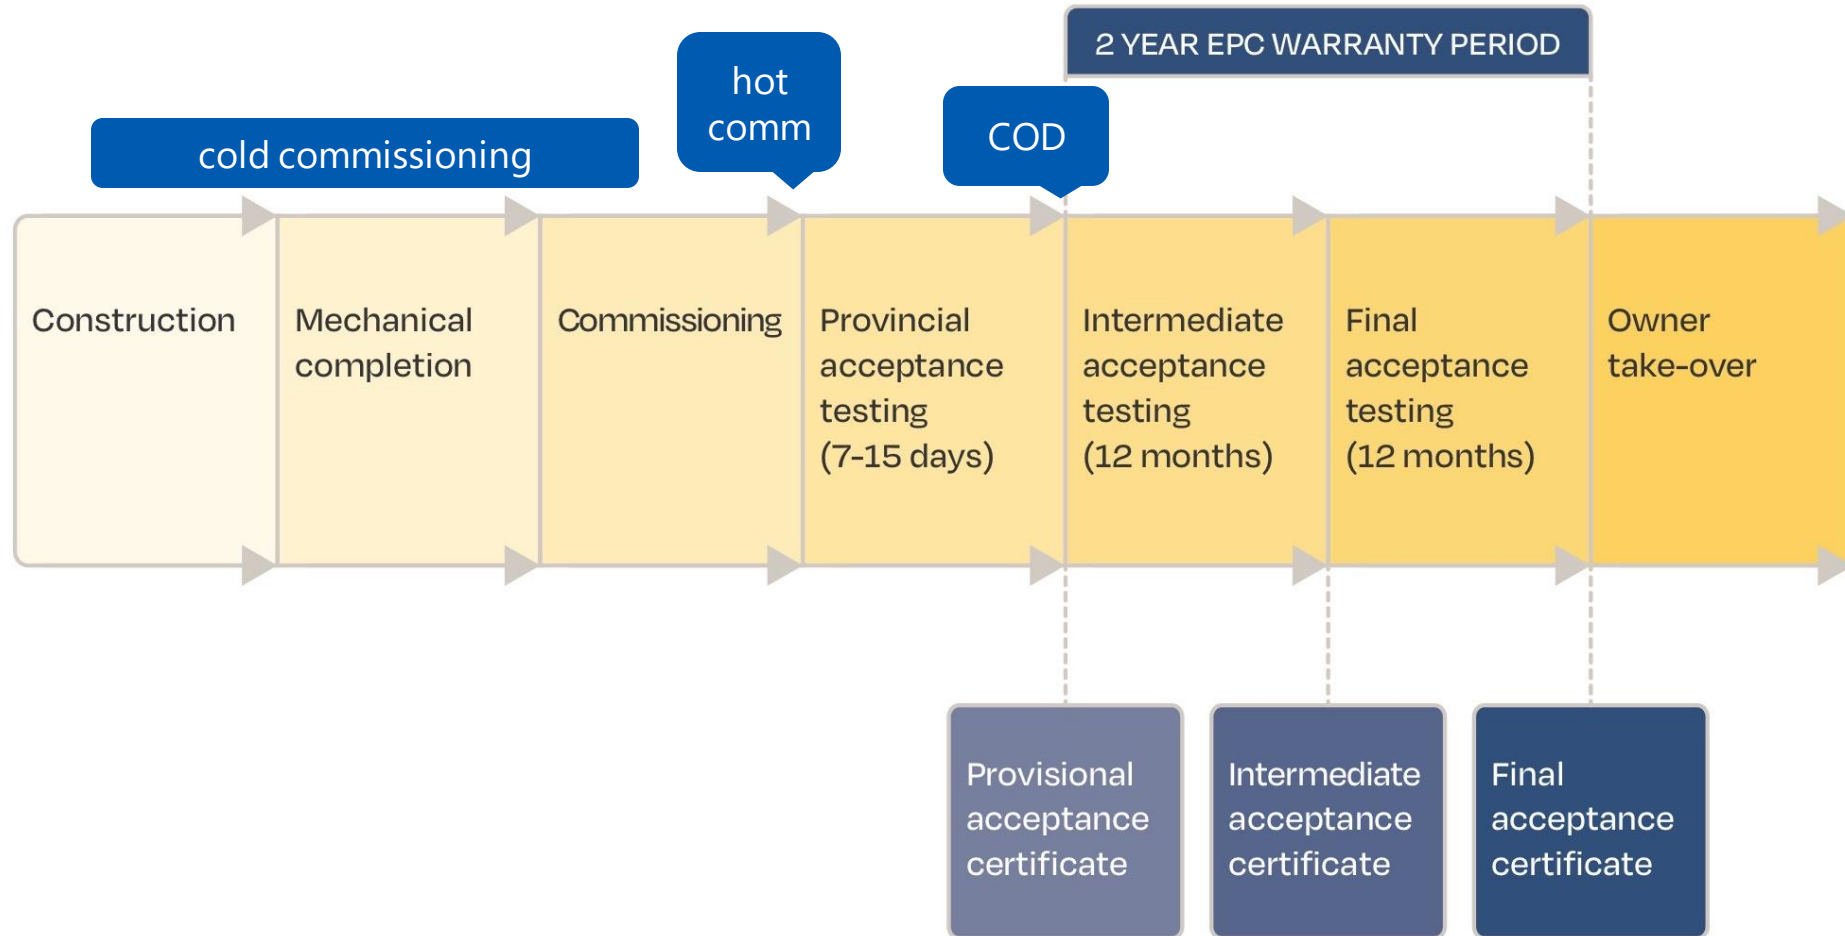 2 YEAR EPC WARRANTY PERIOD
hot
comm
COD
cold commissioning
Construction
Mechanical
completion
Commissioning
Provincial
acceptance
testing
(7-15 days)
Intermediate
acceptance
testing
(12 months)
Final
acceptance
testing
(12 months)
Owner
take-over
Provisional
acceptance
certificate
Intermediate
acceptance
certificate
Final
acceptance
certificate